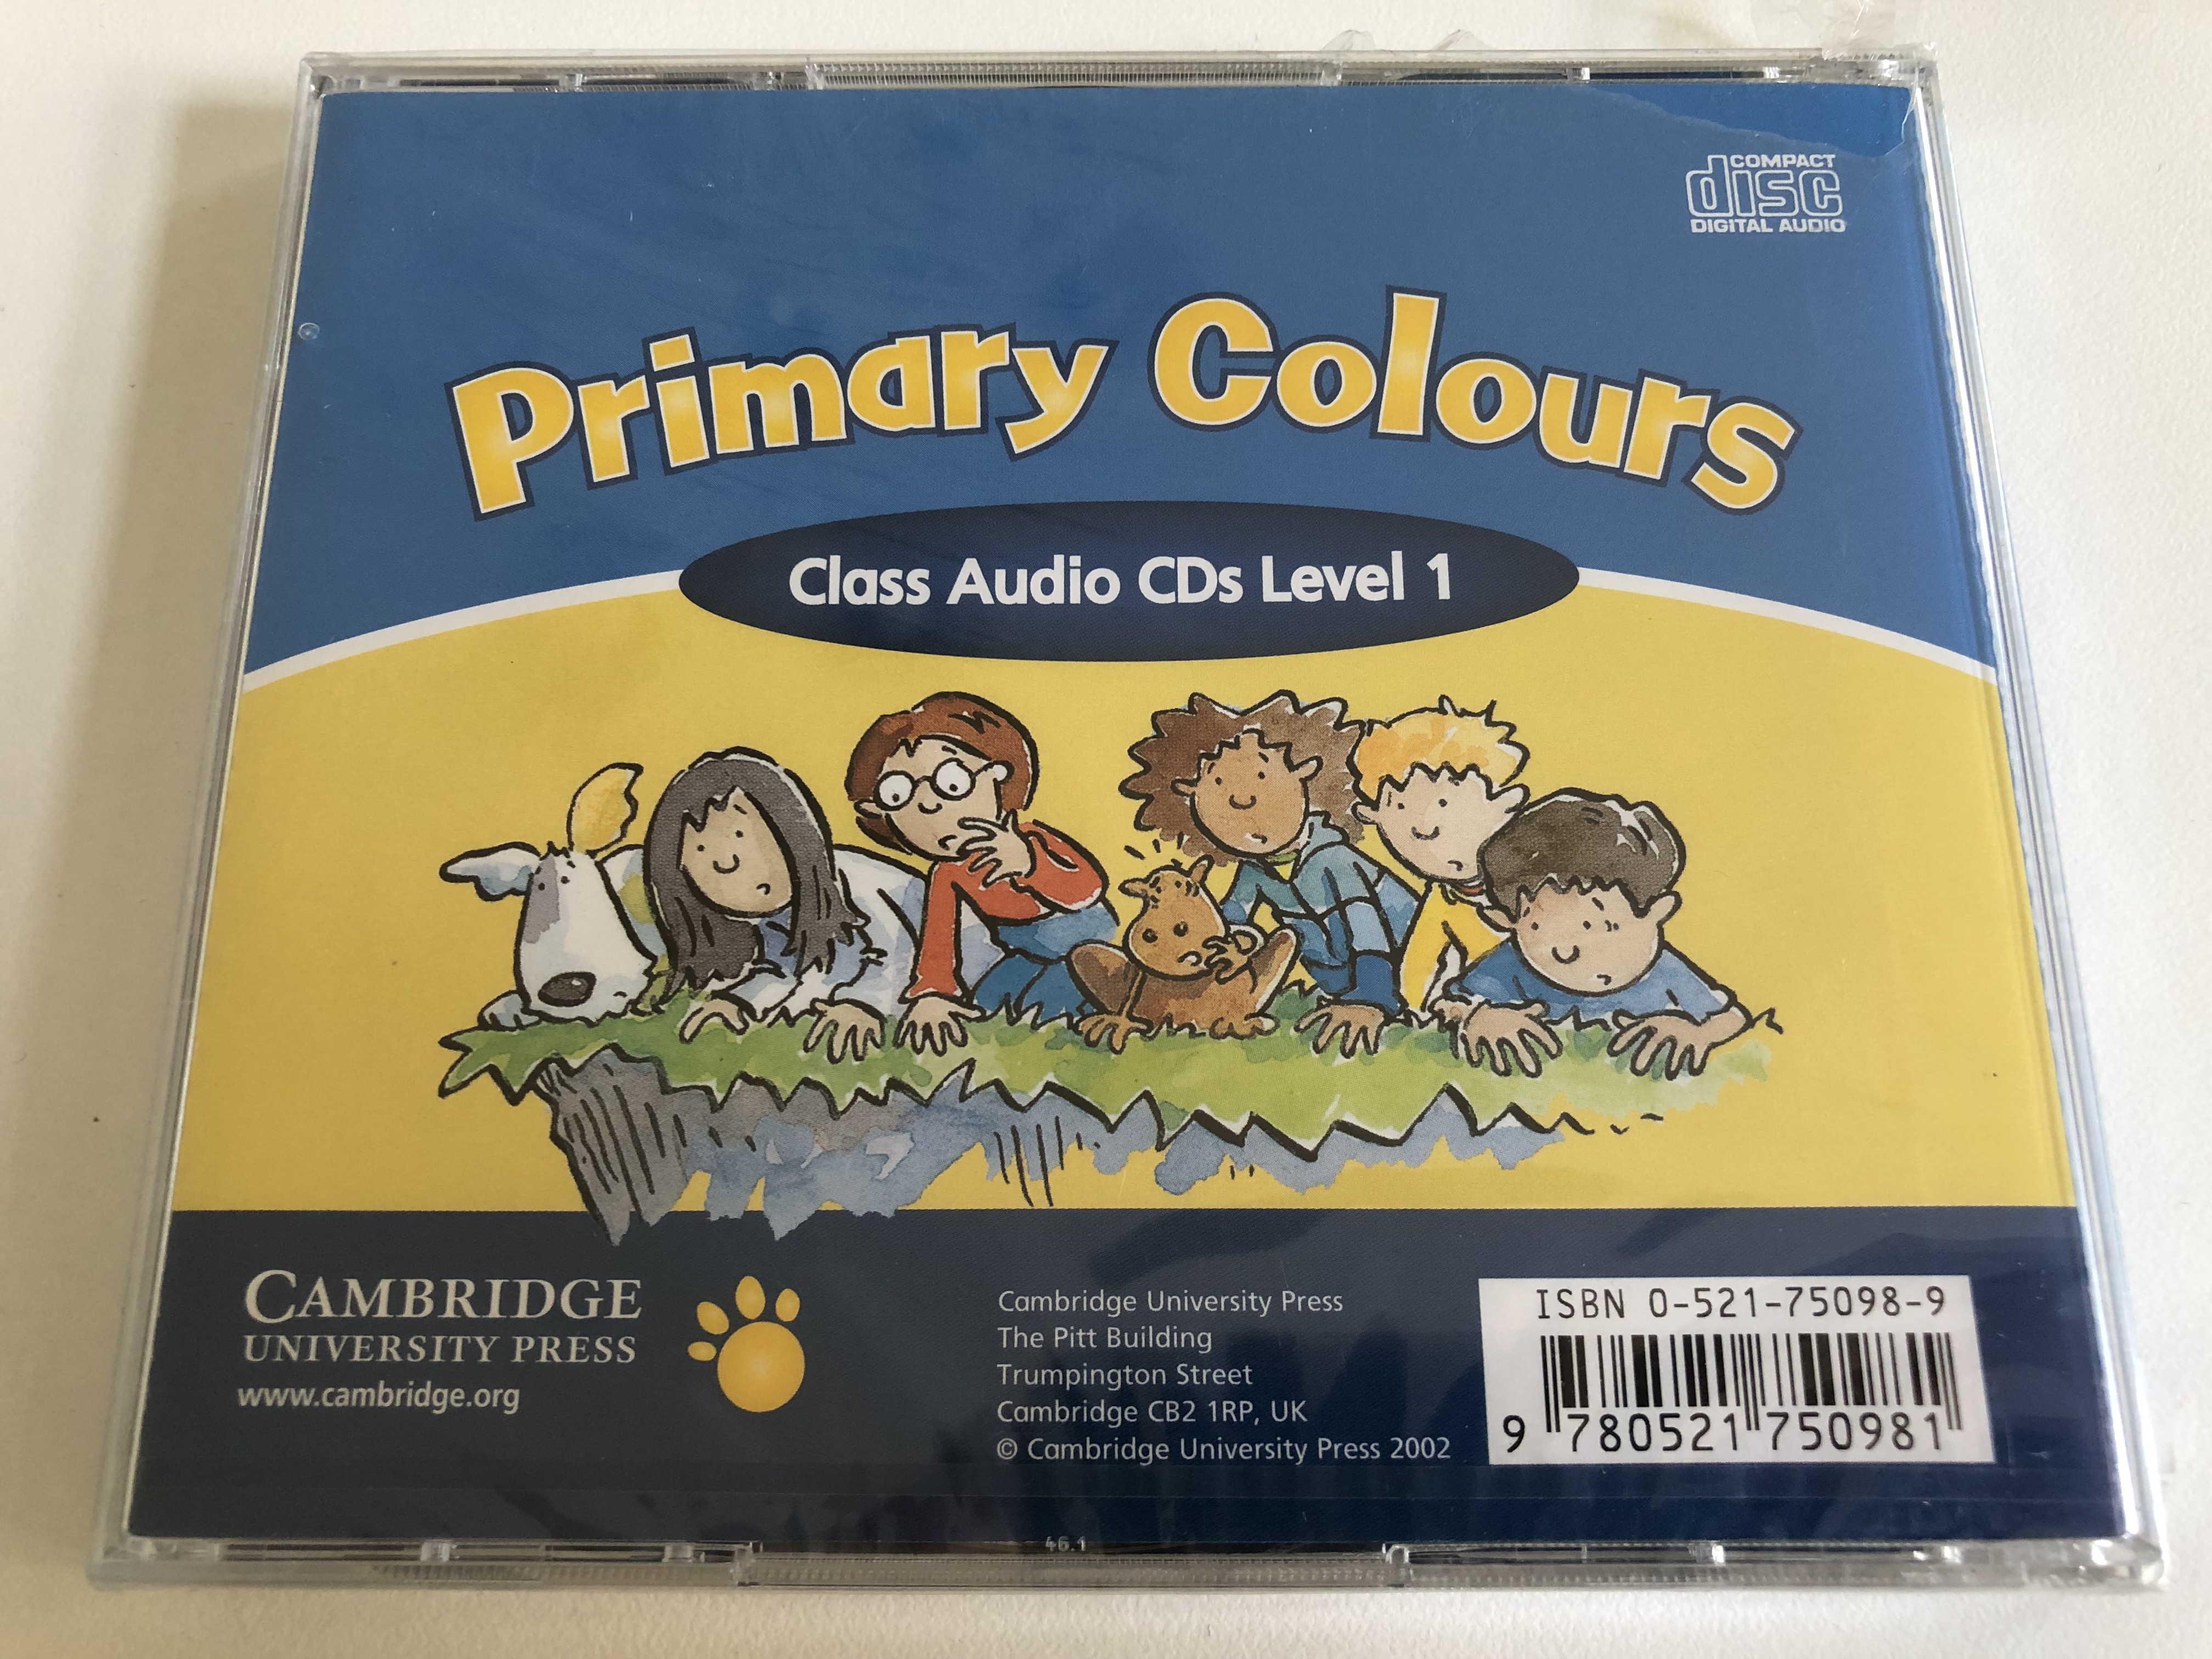 COMPACT
disc
DIGITAL AUDIO
Primary Colours
Class Audio CDs Level 1
CAMBRIDGE
UNIVERSITY PRESS
www.cambridge.org
Cambridge University Press
The Pitt Building
Trumpington Street
Cambridge CB2 1RP, UK
© Cambridge University Press 2002
ISBN 0-521-75098-9
9 780521 750981
46.1